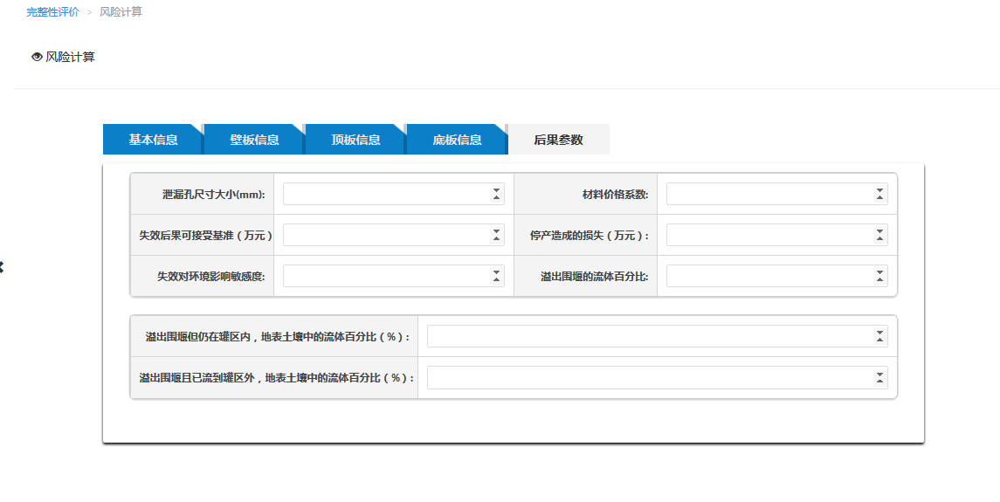 完整性评价 > 风险计算
风险计算
基本信息 壁板信息 顶板信息 底板信息 后果参数
泄漏孔尺寸大小(mm): 材料价格系数:
失效后果可接受基准（万元） 停产造成的损失（万元）:
失效对环境影响敏感度: 溢出围堰的流体百分比:
溢出围堰但仍在罐区内，地表土壤中的流体百分比（%）:
溢出围堰且已流到罐区外，地表土壤中的流体百分比（%）: